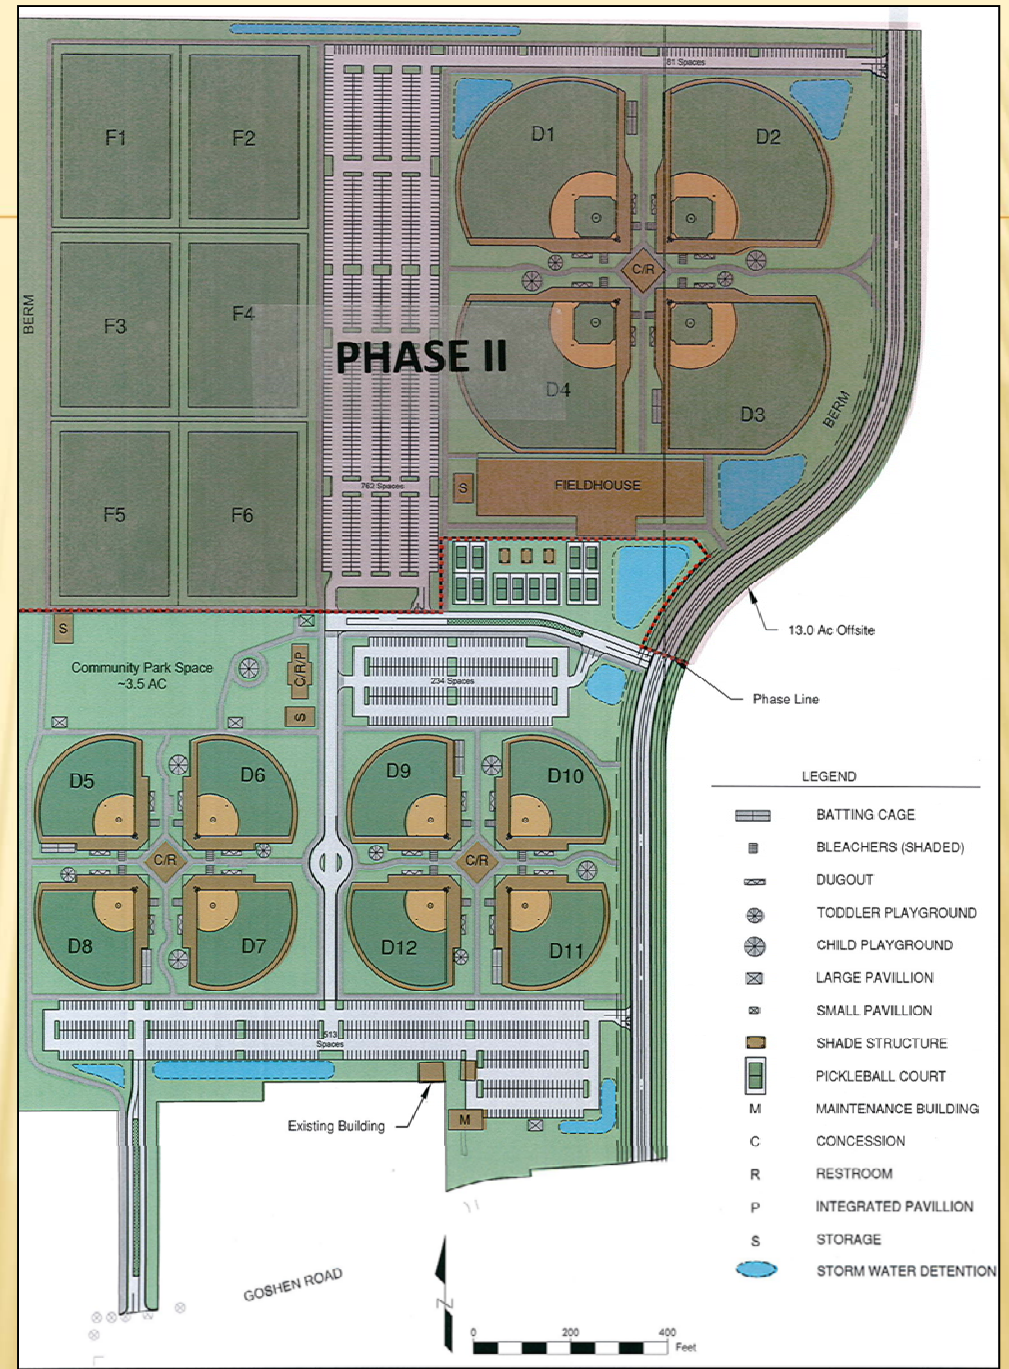 81 Spaces
F1
F2
D1
D2
C/R
BERM
F3
F4
PHASE II
D4
D3
BERM
762 Spaces
S
FIELDHOUSE
F5
F6
13.0 Ac Offsite
S
Community Park Space
~3.5 AC
C/R/P
S
234 Spaces
Phase Line
D5
D6
D9
D10
C/R
C/R
D8
D7
D12
D11
513
Spaces
Existing Building
M
LEGEND
BATTING CAGE
BLEACHERS (SHADED)
DUGOUT
TODDLER PLAYGROUND
CHILD PLAYGROUND
LARGE PAVILLION
SMALL PAVILLION
SHADE STRUCTURE
PICKLEBALL COURT
M MAINTENANCE BUILDING
C CONCESSION
R RESTROOM
P INTEGRATED PAVILLION
S STORAGE
STORM WATER DETENTION
GOSHEN ROAD
N
0 200 400
Feet